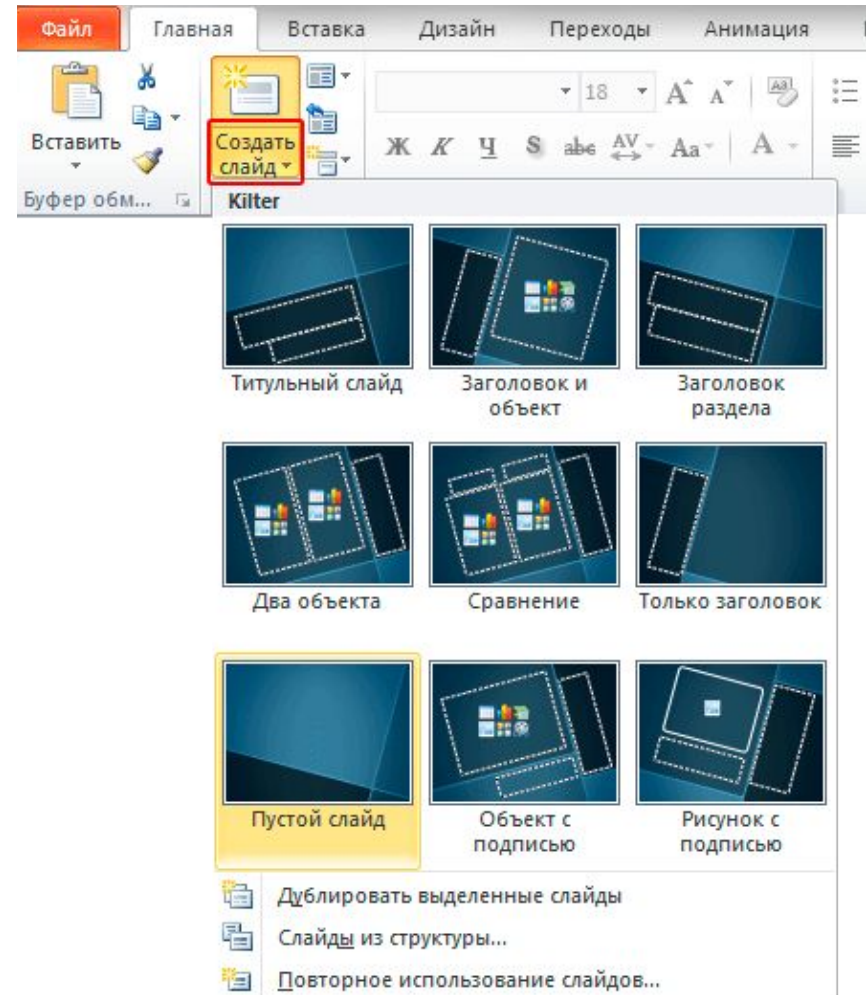 Файл Главная Вставка Дизайн Переходы Анимация
18 А А Aa
Вставить Создать слайд Ж К Ч S abc AV Aa А
Буфер обм...
Kilter
Титульный слайд Заголовок и объект Заголовок раздела
Два объекта Сравнение Только заголовок
Пустой слайд Объект с подписью Рисунок с подписью
Дублировать выделенные слайды
Слайды из структуры...
Повторное использование слайдов...